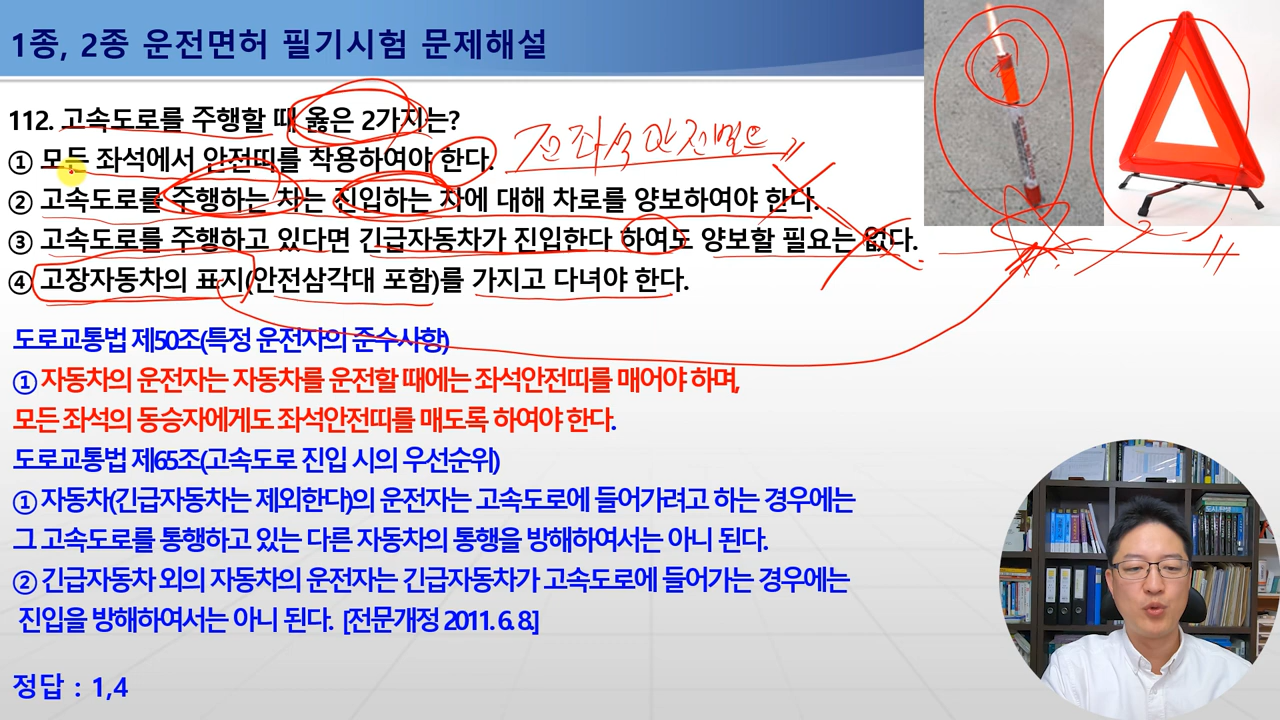 1종, 2종 운전면허 필기시험 문제해설
112. 고속도로를 주행할 때 옳은 2가지는?
① 모든 좌석에서 안전띠를 착용하여야 한다.
전좌석 안전벨트
② 고속도로를 주행하는 차는 진입하는 차에 대해 차로를 양보하여야 한다.
③ 고속도로를 주행하고 있다면 긴급자동차가 진입한다 하여도 양보할 필요는 없다.
④ 고장자동차의 표지(안전삼각대 포함)를 가지고 다녀야 한다.
도로교통법 제50조(특정 운전자의 준수사항)
① 자동차의 운전자는 자동차를 운전할 때에는 좌석안전띠를 매어야 하며,
모든 좌석의 동승자에게도 좌석안전띠를 매도록 하여야 한다.
도로교통법 제65조(고속도로 진입 시의 우선순위)
① 자동차(긴급자동차는 제외한다)의 운전자는 고속도로에 들어가려고 하는 경우에는
그 고속도로를 통행하고 있는 다른 자동차의 통행을 방해하여서는 아니 된다.
② 긴급자동차 외의 자동차의 운전자는 긴급자동차가 고속도로에 들어가는 경우에는
진입을 방해하여서는 아니 된다. [전문개정 2011. 6. 8.]
정답 : 1,4